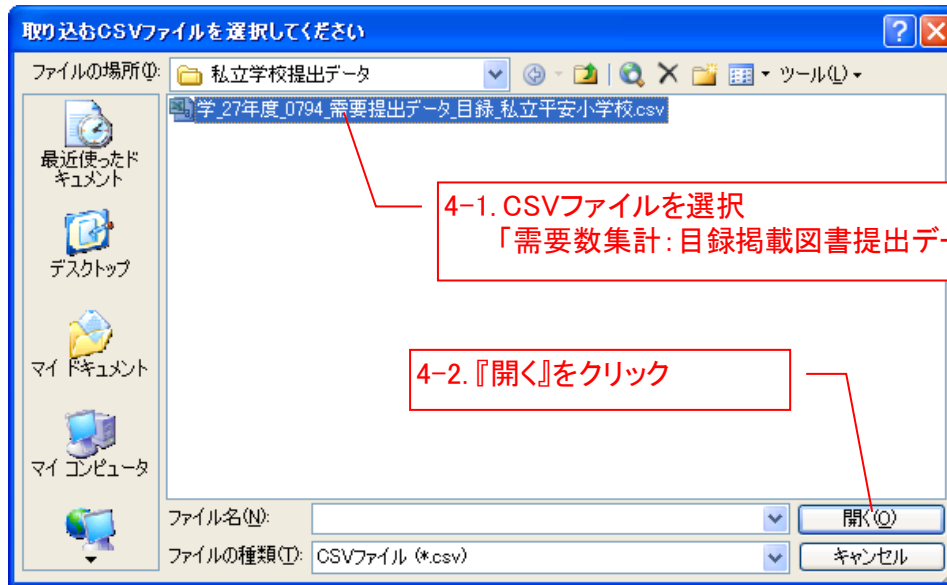 取り込むCSVファイルを選択してください
ファイルの場所(I):
私立学校提出データ
ツール(L)
学_27年度_0794_需要提出データ_目録_私立平安小学校.csv
最近使ったド
キュメント
4-1.CSVファイルを選択
「需要数集計:目録掲載図書提出デー
デスクトップ
マイ ドキュメント
4-2.『開く』をクリック
マイ コンピュータ
ファイル名(N):
開く(O)
ファイルの種類(T):
CSVファイル (*.csv)
キャンセル